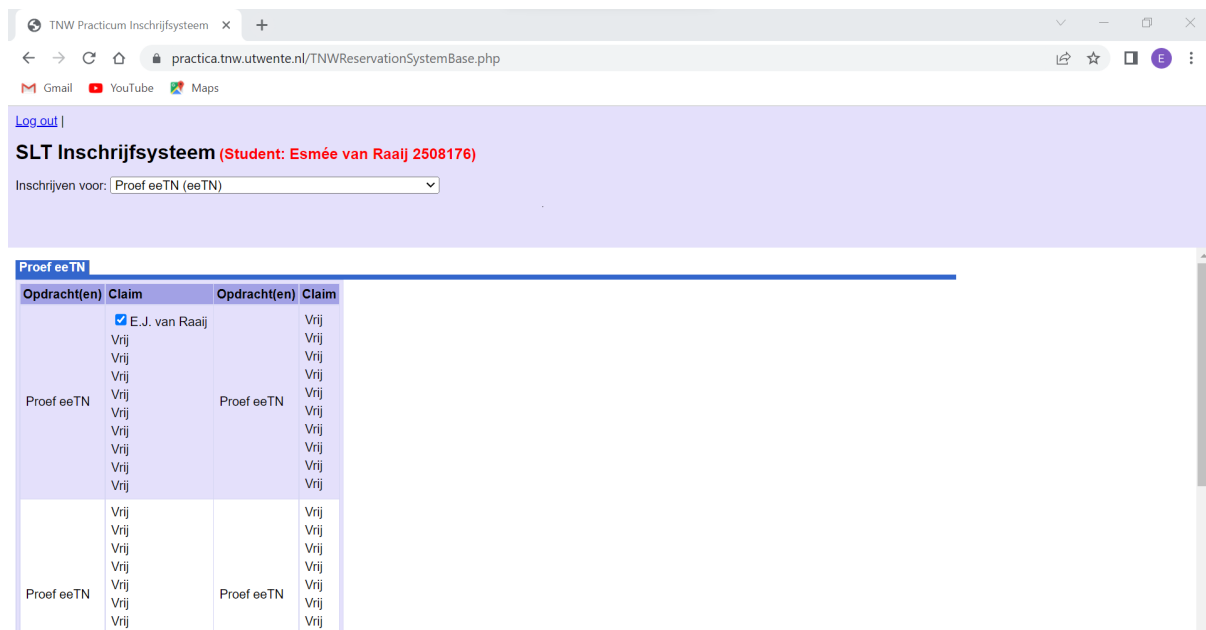 TNW Practicum Inschrijfsysteem
practica.tnw.utwente.nl/TNWReservationSystemBase.php
E
Gmail YouTube Maps
Log out |
SLT Inschrijfsysteem (Student: Esmée van Raaij 2508176)
Inschrijven voor: Proef eeTN (eeTN)
Proef eeTN
Opdracht(en) Claim Opdracht(en) Claim
E.J. van Raaij Vrij
Vrij Vrij
Vrij Vrij
Vrij Vrij
Proef eeTN Vrij Proef eeTN Vrij
Vrij Vrij
Vrij Vrij
Vrij Vrij
Vrij Vrij
Vrij Vrij
Vrij Vrij
Vrij Vrij
Vrij Vrij
Vrij Vrij
Proef eeTN Vrij Proef eeTN Vrij
Vrij Vrij
Vrij Vrij